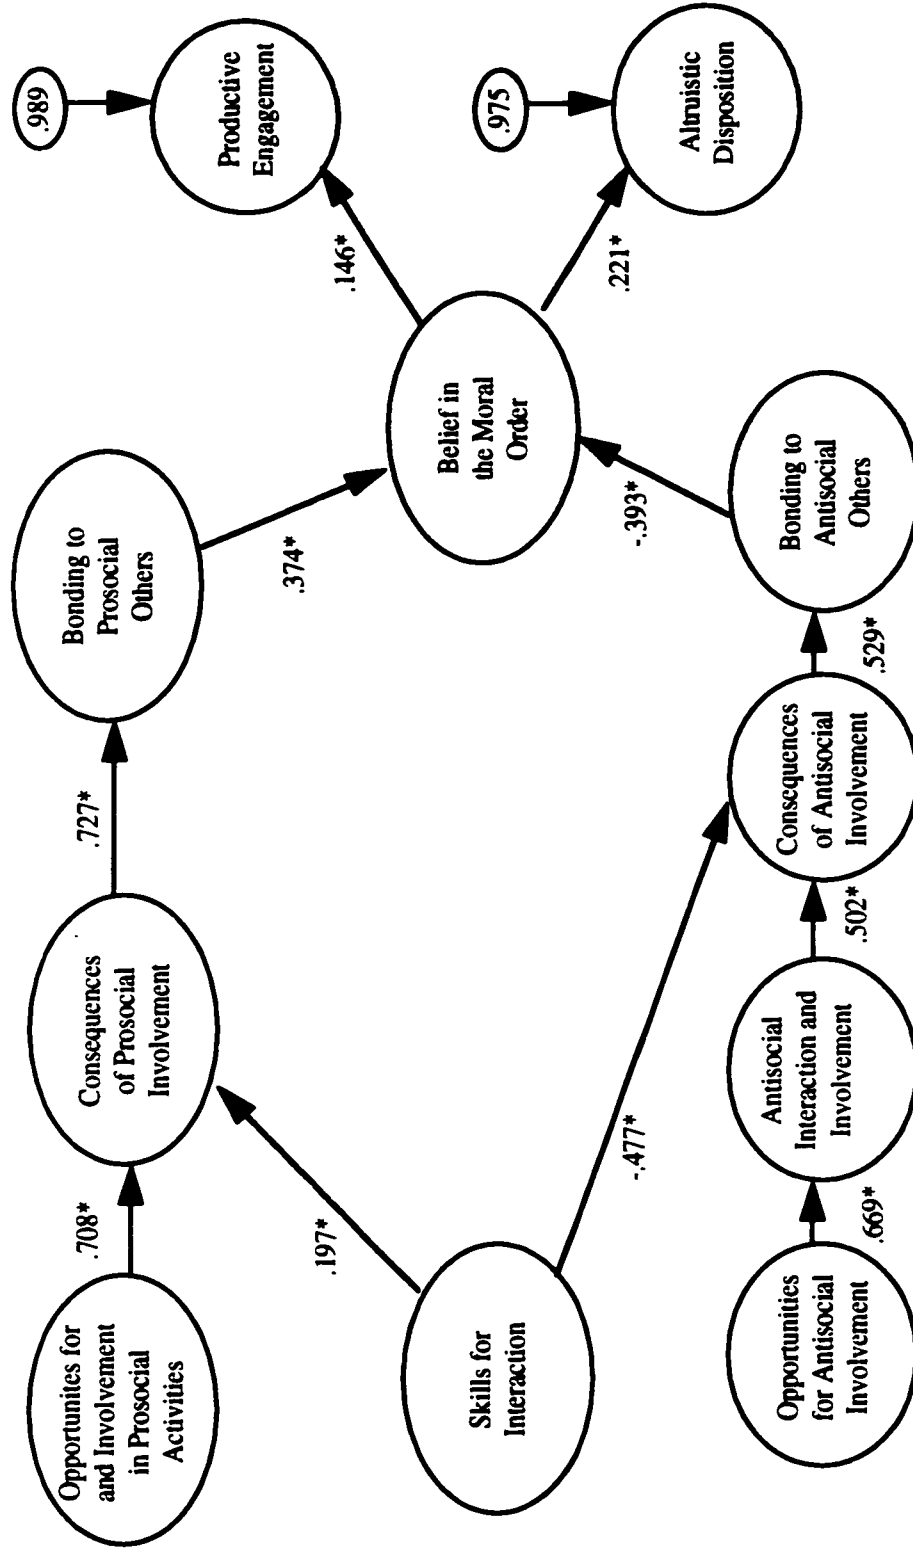 Opportunites for
and Involvement
in Prosocial
Activities
.708*
Consequences
of Prosocial
Involvement
.727*
Bonding to
Prosocial
Others
.374*
.197*
Skills for
Interaction
-.477*
Belief in
the Moral
Order
.146*
.221*
.989
Productive
Engagement
.975
Altruistic
Disposition
-.393*
Opportunities
for Antisocial
Involvement
.669*
Antisocial
Interaction and
Involvement
.502*
Consequences
of Antisocial
Involvement
.529*
Bonding to
Antisocial
Others